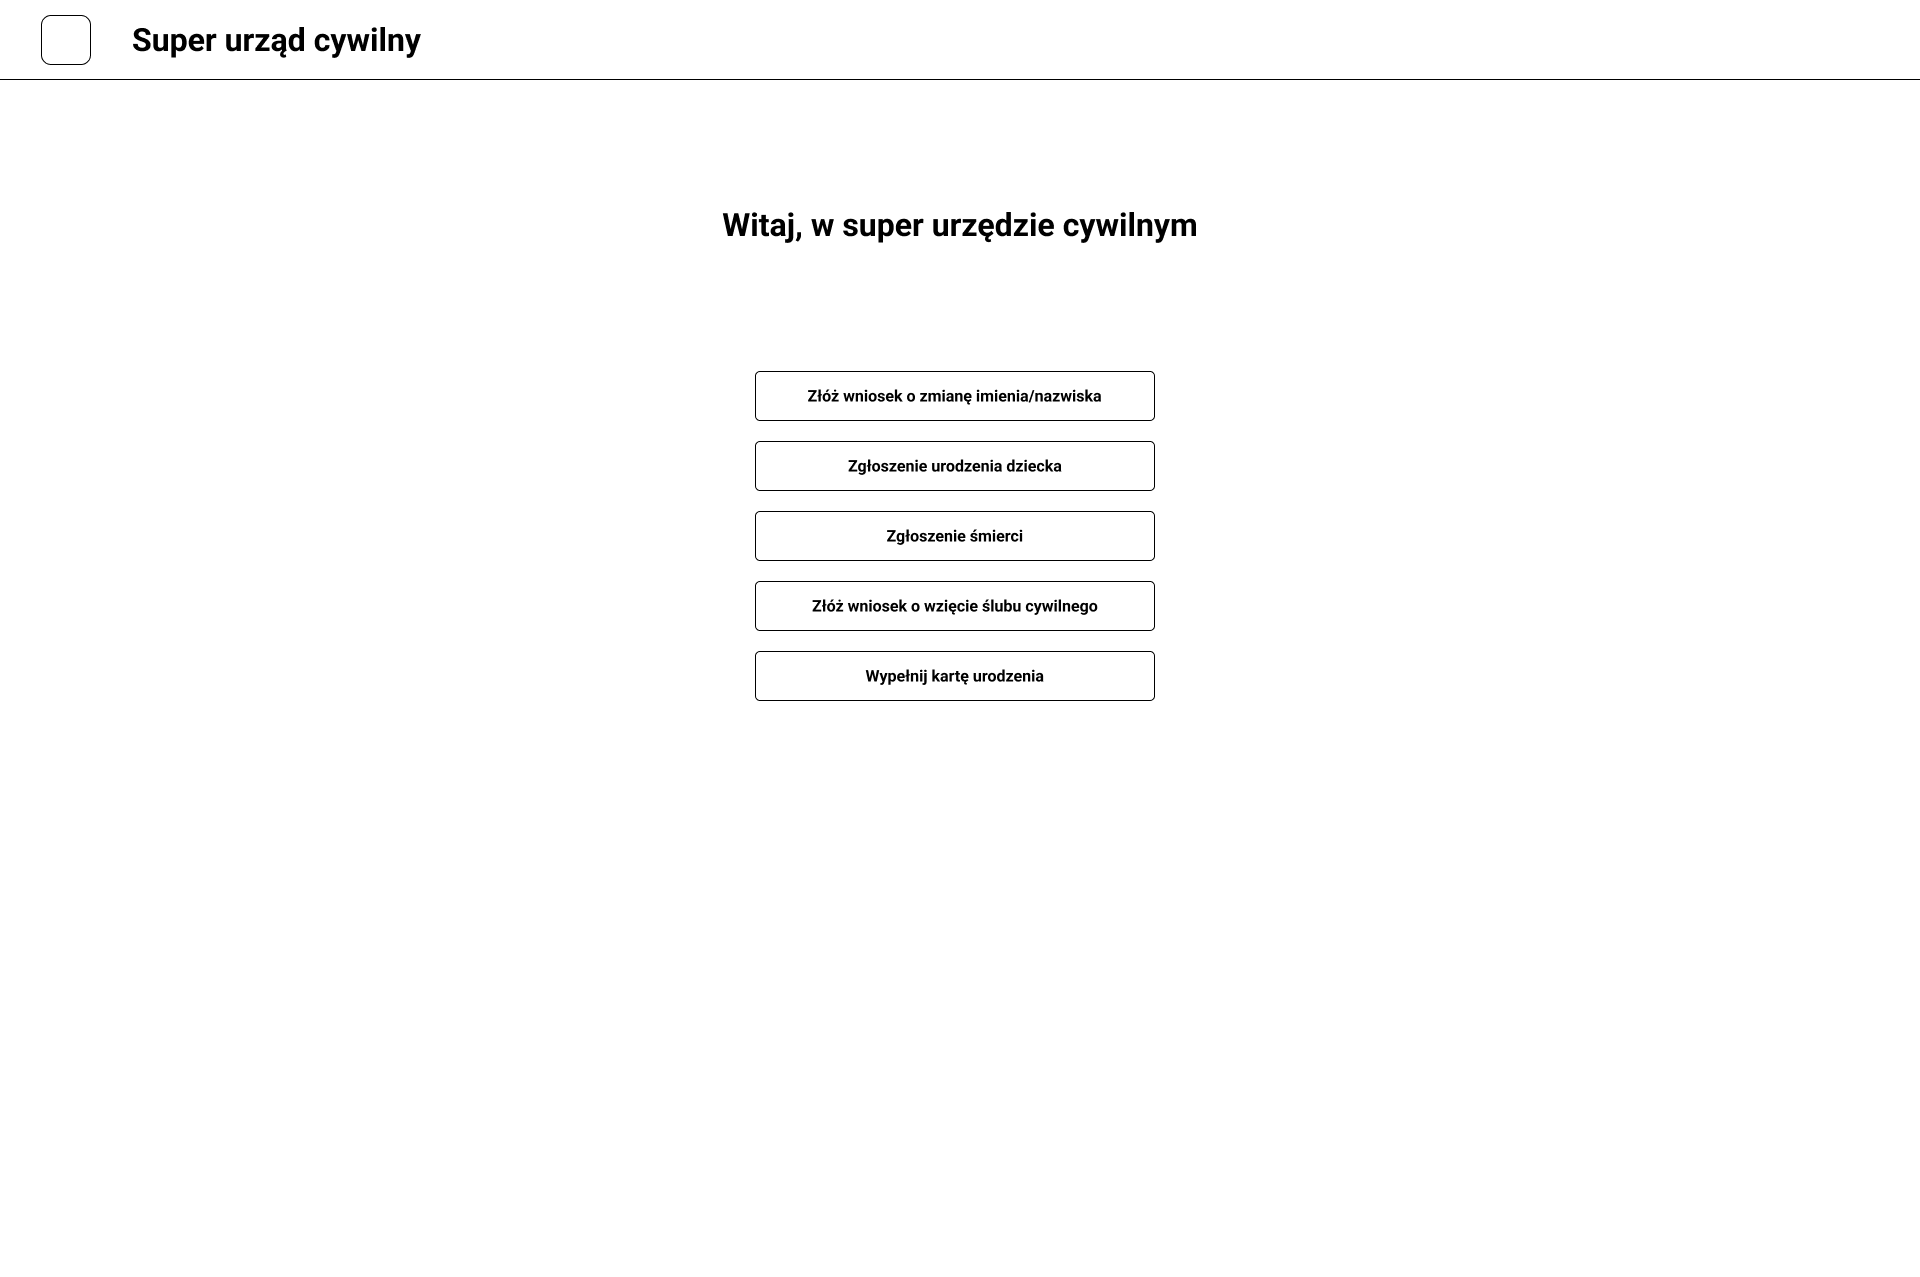 Super urząd cywilny
Witaj, w super urzędzie cywilnym
Złóż wniosek o zmianę imienia/nazwiska
Zgłoszenie urodzenia dziecka
Zgłoszenie śmierci
Złóż wniosek o wzięcie ślubu cywilnego
Wypełnij kartę urodzenia